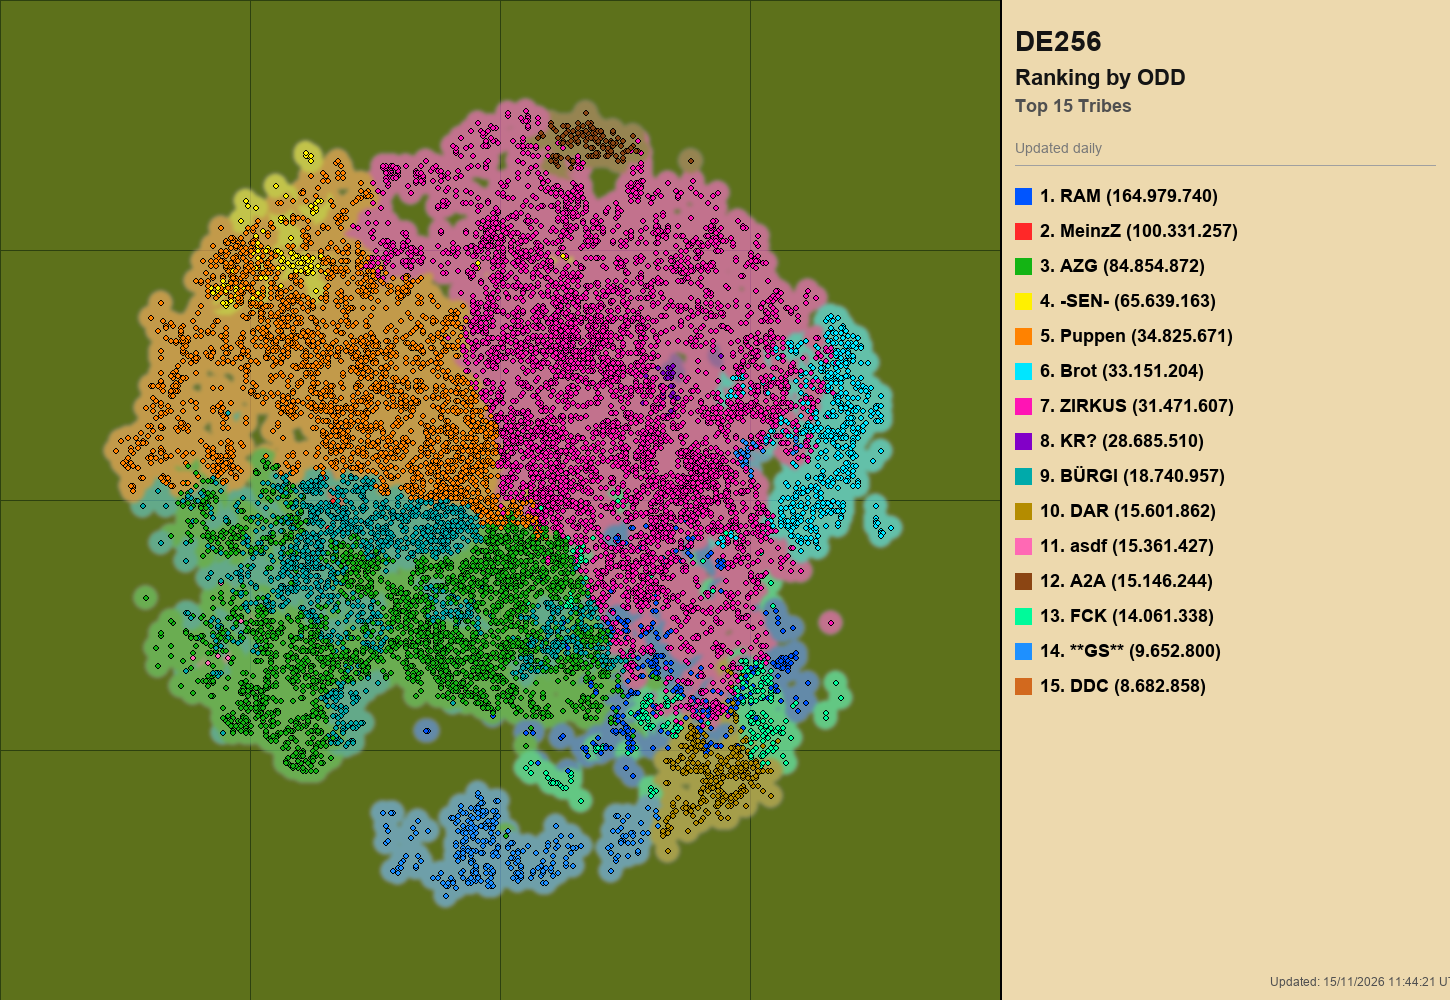 DE256
Ranking by ODD
Top 15 Tribes
Updated daily
1. RAM (164.979.740)
2. MeinzZ (100.331.257)
3. AZG (84.854.872)
4. -SEN- (65.639.163)
5. Puppen (34.825.671)
6. Brot (33.151.204)
7. ZIRKUS (31.471.607)
8. KR? (28.685.510)
9. BÜRGI (18.740.957)
10. DAR (15.601.862)
11. asdf (15.361.427)
12. A2A (15.146.244)
13. FCK (14.061.338)
14. **GS** (9.652.800)
15. DDC (8.682.858)
Updated: 15/11/2026 11:44:21 U